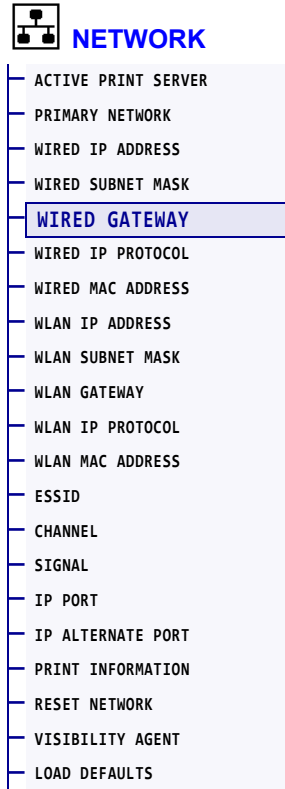 NETWORK
ACTIVE PRINT SERVER
PRIMARY NETWORK
WIRED IP ADDRESS
WIRED SUBNET MASK
WIRED GATEWAY
WIRED IP PROTOCOL
WIRED MAC ADDRESS
WLAN IP ADDRESS
WLAN SUBNET MASK
WLAN GATEWAY
WLAN IP PROTOCOL
WLAN MAC ADDRESS
ESSID
CHANNEL
SIGNAL
IP PORT
IP ALTERNATE PORT
PRINT INFORMATION
RESET NETWORK
VISIBILITY AGENT
LOAD DEFAULTS